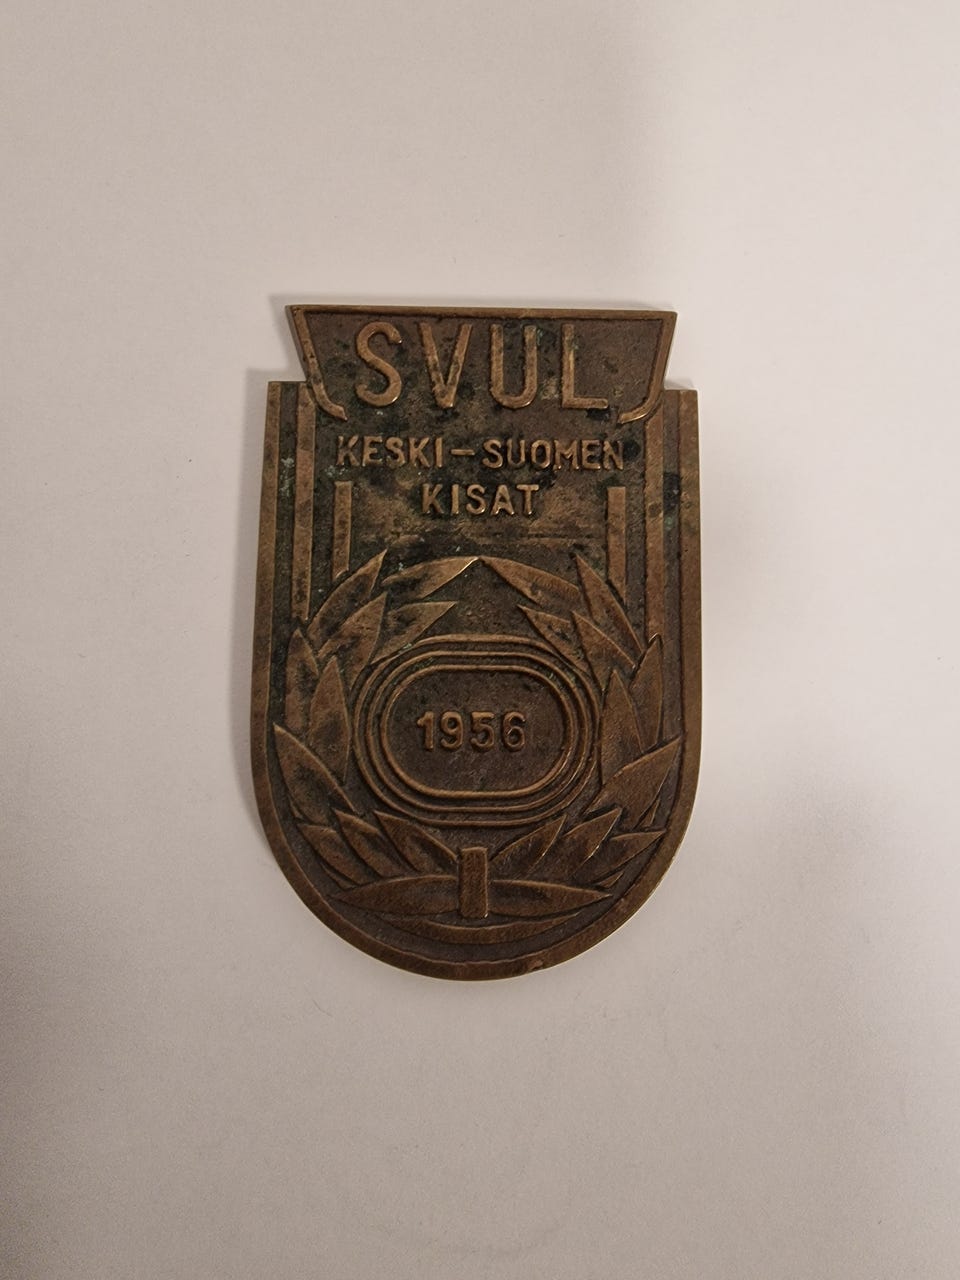 SVUL
KESKI-SUOMEN
KISAT
1956